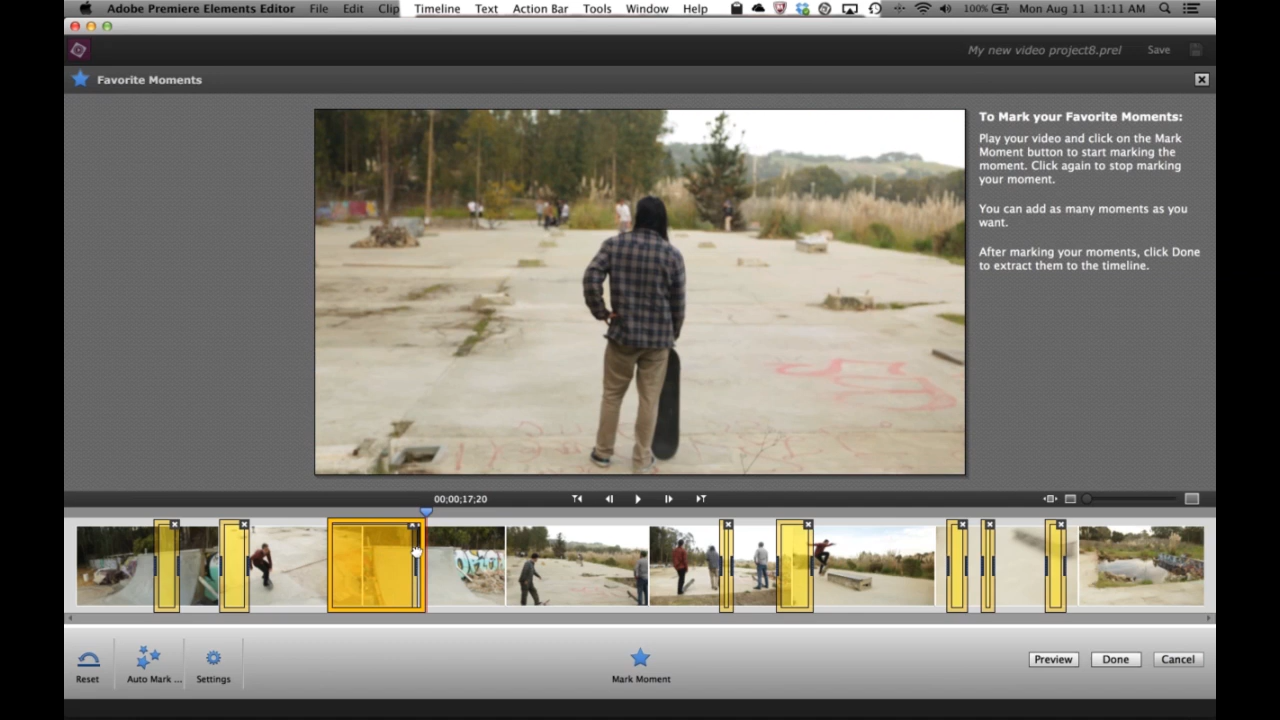 Adobe Premiere Elements Editor File Edit Clip Timeline Text Action Bar Tools Window Help 100% Mon Aug 11 11:11 AM
My new video project8.prel Save
Favorite Moments
To Mark your Favorite Moments:
Play your video and click on the Mark
Moment button to start marking the
moment. Click again to stop marking
your moment.
You can add as many moments as you
want.
After marking your moments, click Done
to extract them to the timeline.
00;00;17;20
Reset
Auto Mark ...
Settings
Mark Moment
Preview
Done
Cancel